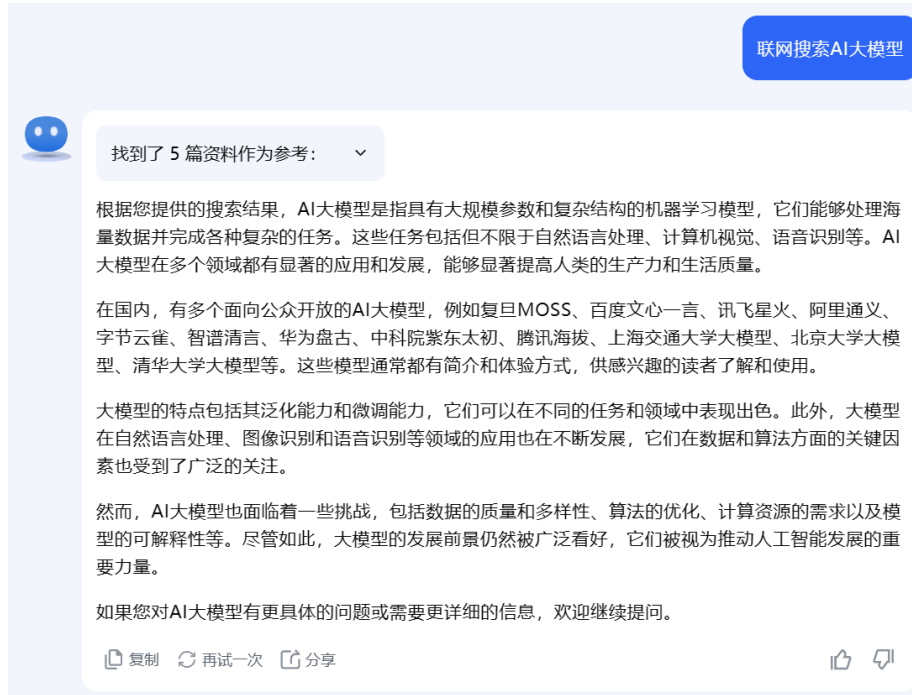 联网搜索AI大模型
找到了 5 篇资料作为参考：
根据您提供的搜索结果，AI大模型是指具有大规模参数和复杂结构的机器学习模型，它们能够处理海
量数据并完成各种复杂的任务。这些任务包括但不限于自然语言处理、计算机视觉、语音识别等。AI
大模型在多个领域都有显著的应用和发展，能够显著提高人类的生产力和生活质量。
在国内，有多个面向公众开放的AI大模型，例如复旦MOSS、百度文心一言、讯飞星火、阿里通义、
字节云雀、智谱清言、华为盘古、中科院紫东太初、腾讯海拔、上海交通大学大模型、北京大学大模
型、清华大学大模型等。这些模型通常都有简介和体验方式，供感兴趣的读者了解和使用。
大模型的特点包括其泛化能力和微调能力，它们可以在不同的任务和领域中表现出色。此外，大模型
在自然语言处理、图像识别和语音识别等领域的应用也在不断发展，它们在数据和算法方面的关键因
素也受到了广泛的关注。
然而，AI大模型也面临着一些挑战，包括数据的质量和多样性、算法的优化、计算资源的需求以及模
型的可解释性等。尽管如此，大模型的发展前景仍然被广泛看好，它们被视为推动人工智能发展的重
要力量。
如果您对AI大模型有更具体的问题或需要更详细的信息，欢迎继续提问。
复制 再试一次 分享